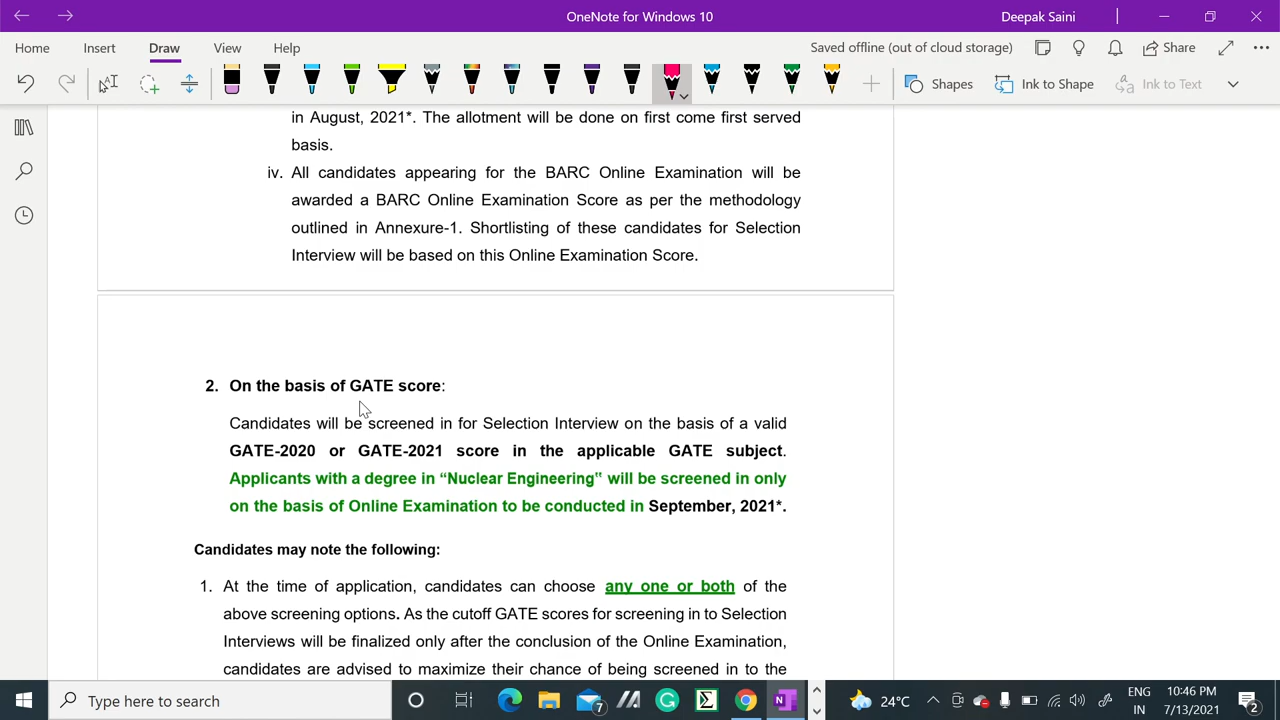 OneNote for Windows 10
Deepak Saini
Home Insert Draw View Help
Saved offline (out of cloud storage)
Share
Shapes
Ink to Shape
Ink to Text
in August, 2021*. The allotment will be done on first come first served
basis.
iv. All candidates appearing for the BARC Online Examination will be
awarded a BARC Online Examination Score as per the methodology
outlined in Annexure-1. Shortlisting of these candidates for Selection
Interview will be based on this Online Examination Score.
2. On the basis of GATE score:
Candidates will be screened in for Selection Interview on the basis of a valid
GATE-2020 or GATE-2021 score in the applicable GATE subject.
Applicants with a degree in “Nuclear Engineering" will be screened in only
on the basis of Online Examination to be conducted in September, 2021*.
Candidates may note the following:
1. At the time of application, candidates can choose any one or both of the
above screening options. As the cutoff GATE scores for screening in to Selection
Interviews will be finalized only after the conclusion of the Online Examination,
candidates are advised to maximize their chance of being screened in to the
Type here to search
7
24°C
ENG
IN
10:46 PM
7/13/2021
2